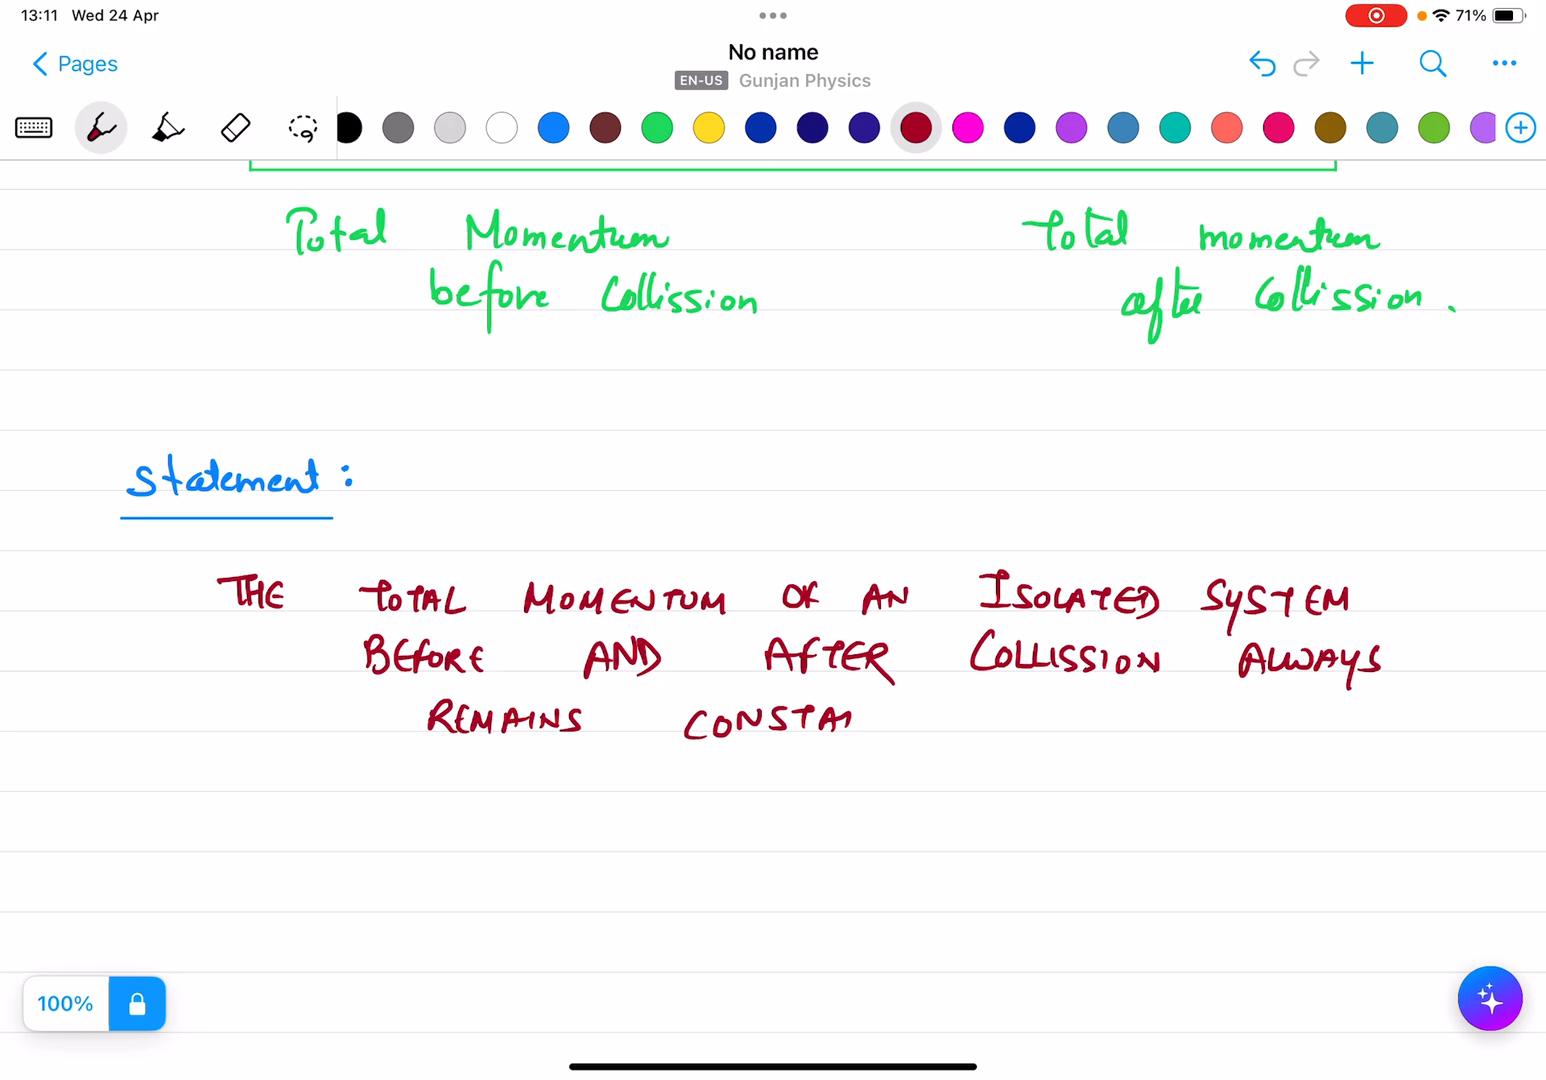 13:11 Wed 24 Apr
71%
Pages
No name
EN-US Gunjan Physics
Total Momentum
before Collission
Total momentum
after Collission.
Statement:
THE TOTAL MOMENTUM OF AN ISOLATED SYSTEM
BEFORE AND AFTER COLLISSION ALWAYS
REMAINS CONSTA
100%